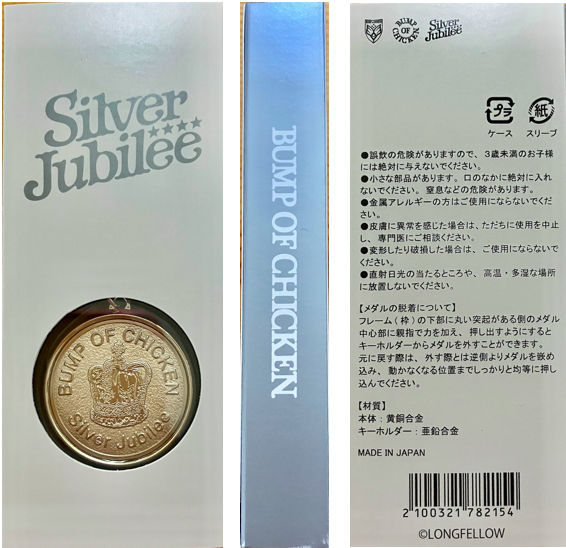 Silver
Jubilee
BUMP OF CHICKEN
Silver Jubilee
BUMP OF CHICKEN
BUMP
OF
CHICKEN
Silver
Jubilee
プラ
紙
ケース
スリーブ
●誤飲の危険がありますので、3歳未満のお子様
には絶対に与えないでください。
●小さな部品があります。口のなかに絶対に入れ
ないでください。窒息などの危険があります。
●金属アレルギーの方はご使用にならないでくだ
さい。
●皮膚に異常を感じた場合は、ただちに使用を中止
し、専門医にご相談ください。
●変形したり破損した場合は、ご使用にならないで
ください。
●直射日光の当たるところや、高温・多湿な場所
に放置しないでください。
【メダルの脱着について】
フレーム(枠)の下部に丸い突起がある側のメダル
中心部に親指で力を加え、押し出すようにすると
キーホルダーからメダルを外すことができます。
元に戻す際は、外す際とは逆側よりメダルを嵌め
込み、動かなくなる位置までしっかりと均等に押し
込んでください。
【材質】
本体:黄銅合金
キーホルダー:亜鉛合金
MADE IN JAPAN
2100321782154
©LONGFELLOW